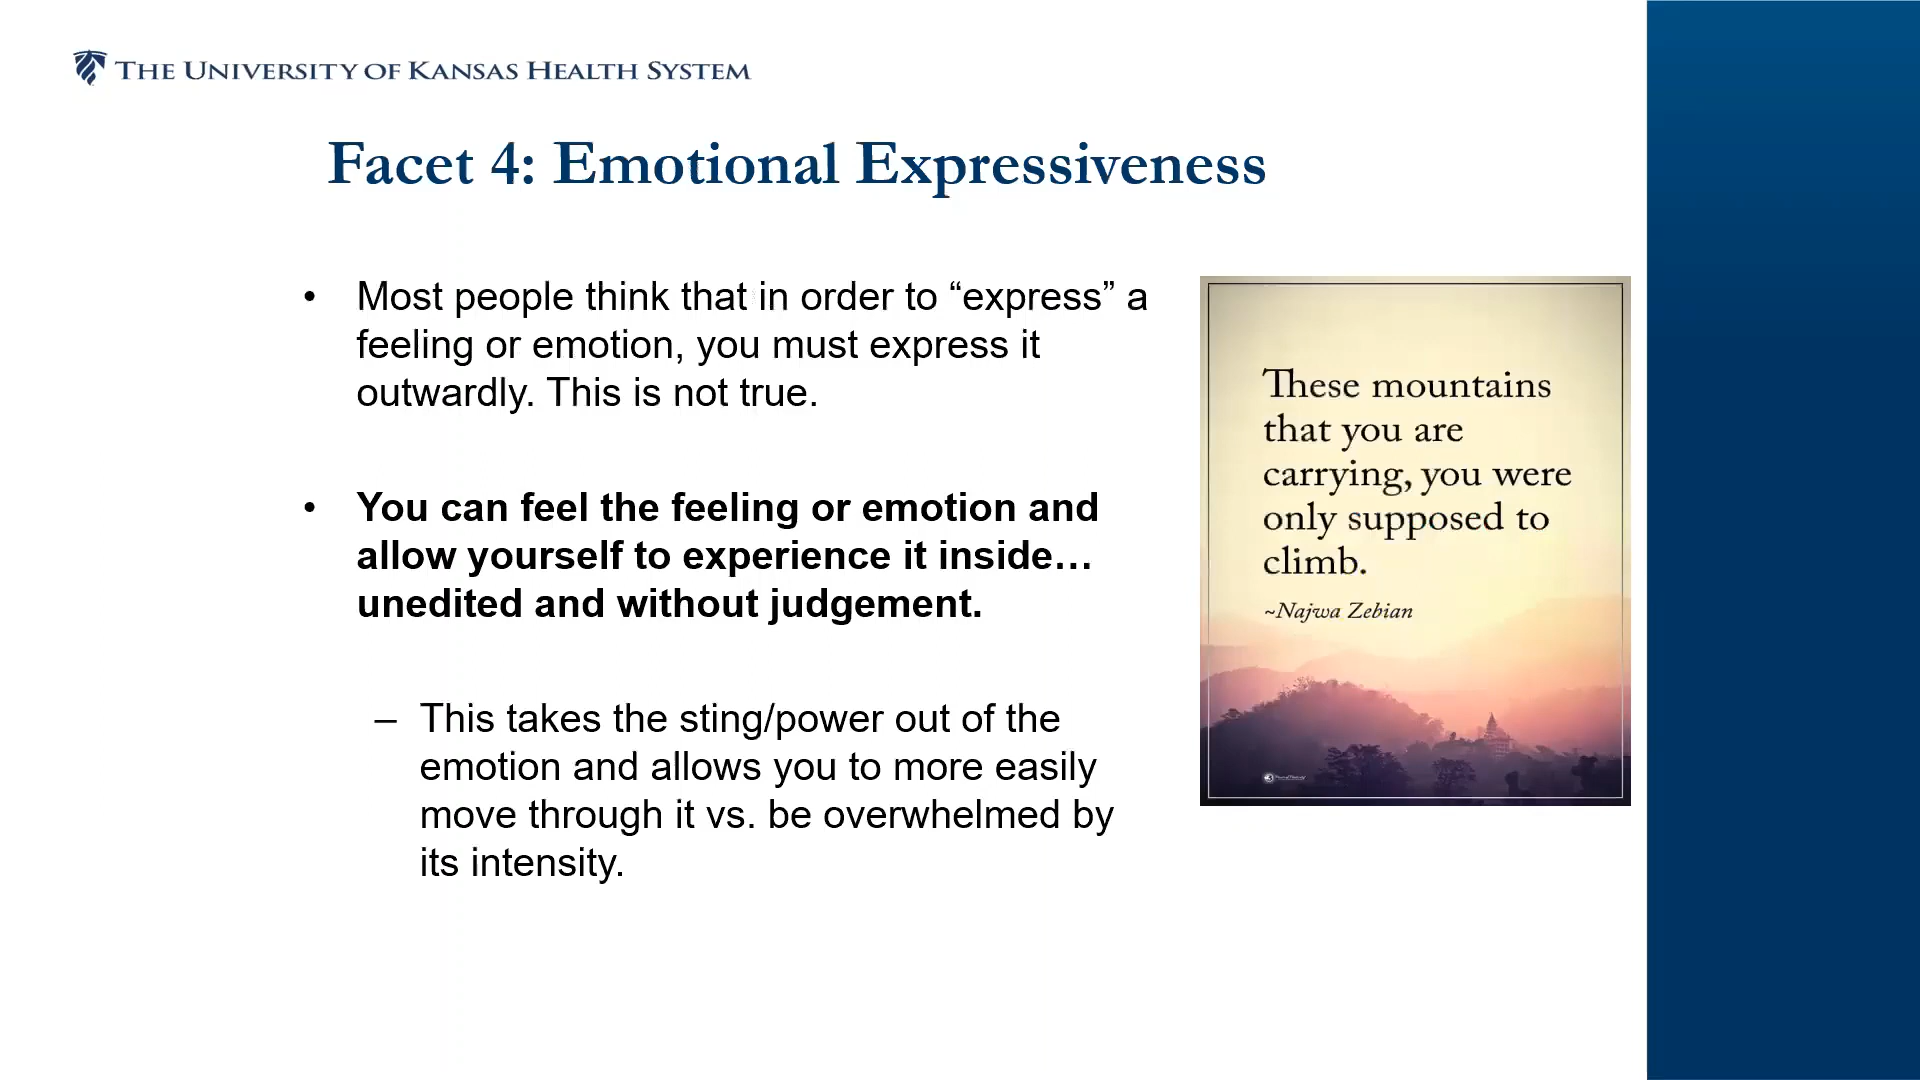 THE UNIVERSITY OF KANSAS HEALTH SYSTEM
Facet 4: Emotional Expressiveness
• Most people think that in order to “express” a
feeling or emotion, you must express it
outwardly. This is not true.
• You can feel the feeling or emotion and
allow yourself to experience it inside…
unedited and without judgement.
– This takes the sting/power out of the
emotion and allows you to more easily
move through it vs. be overwhelmed by
its intensity.
These mountains
that you are
carrying, you were
only supposed to
climb.
~Najwa Zebian